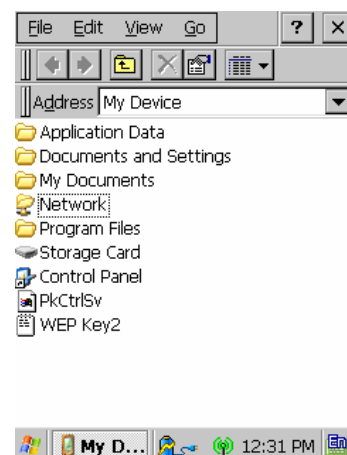 File Edit View Go ? ×
Address My Device
Application Data
Documents and Settings
My Documents
Network
Program Files
Storage Card
Control Panel
PkCtrlSv
WEP Key2
My D... 12:31 PM En